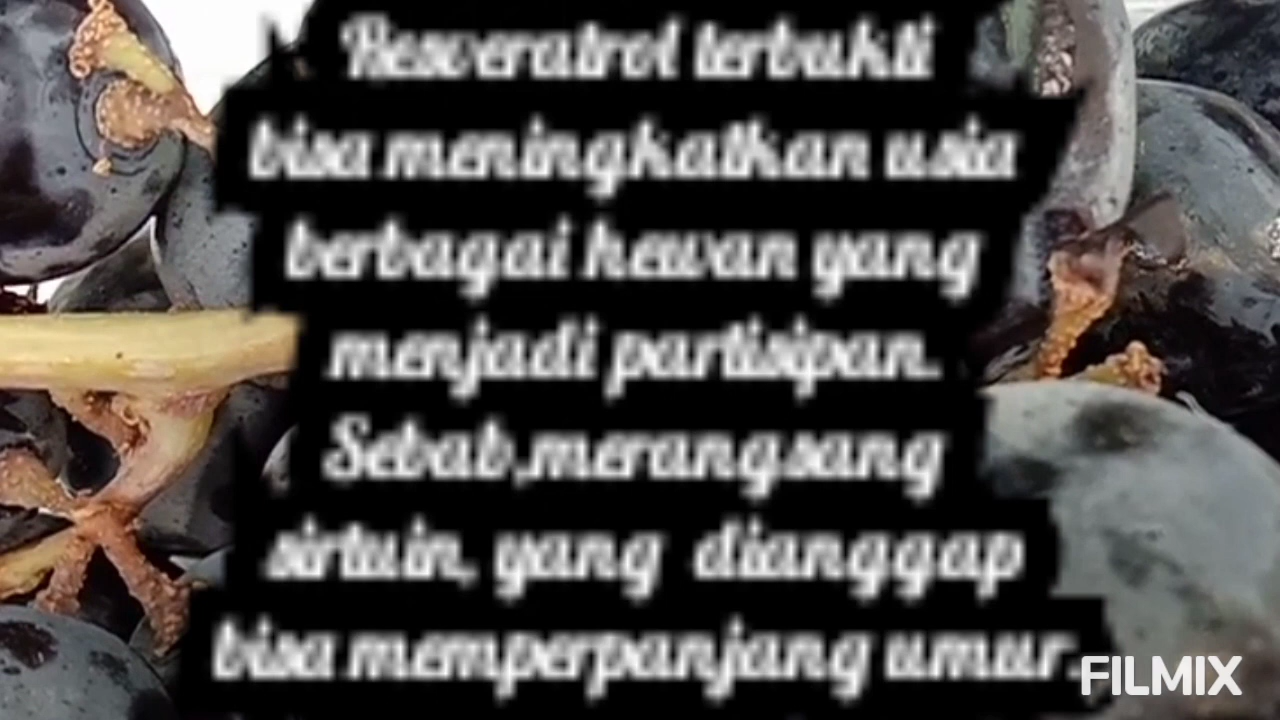 Resveratrol terbukti
bisa meningkatkan usia
berbagai hewan yang
menjadi partisipan.
Sebab,merangsang
sirtuin, yang dianggap
bisa memperpanjang umur.
FILMIX